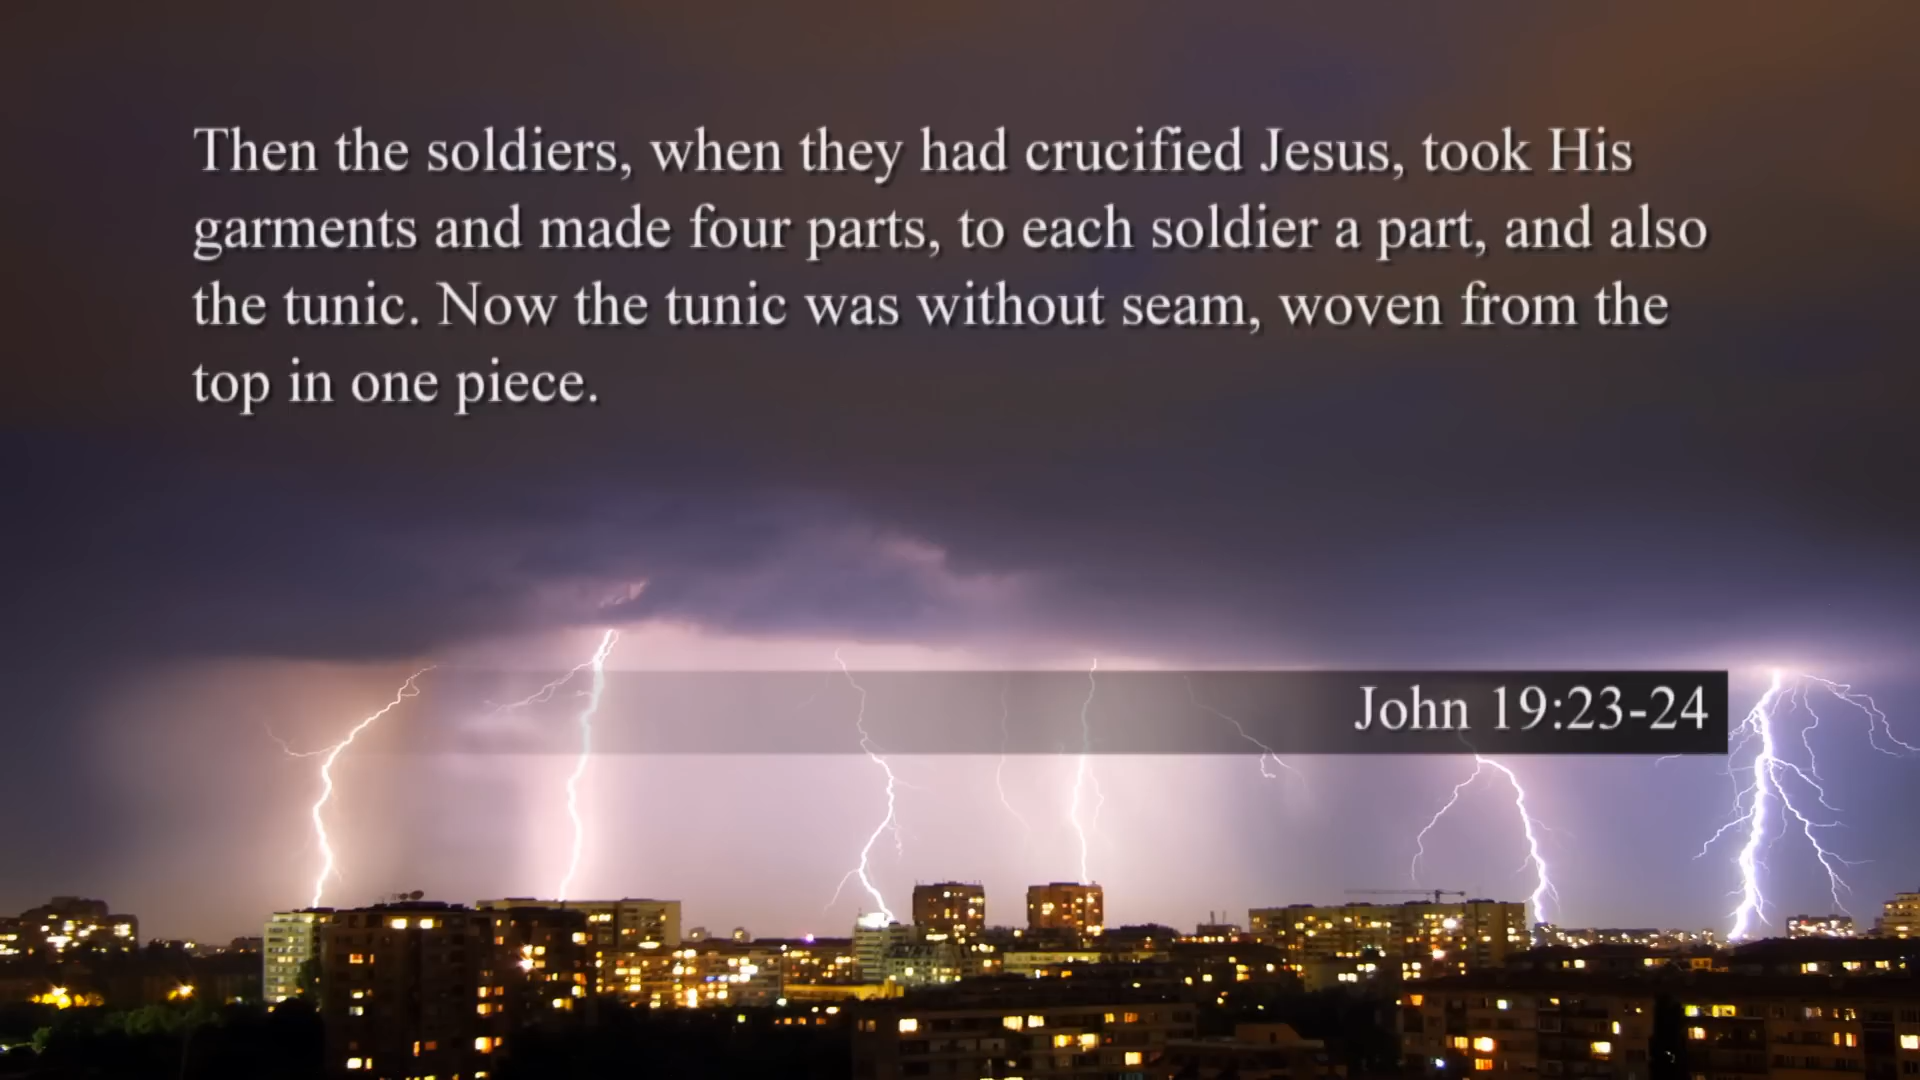 Then the soldiers, when they had crucified Jesus, took His
garments and made four parts, to each soldier a part, and also
the tunic. Now the tunic was without seam, woven from the
top in one piece.
John 19:23-24